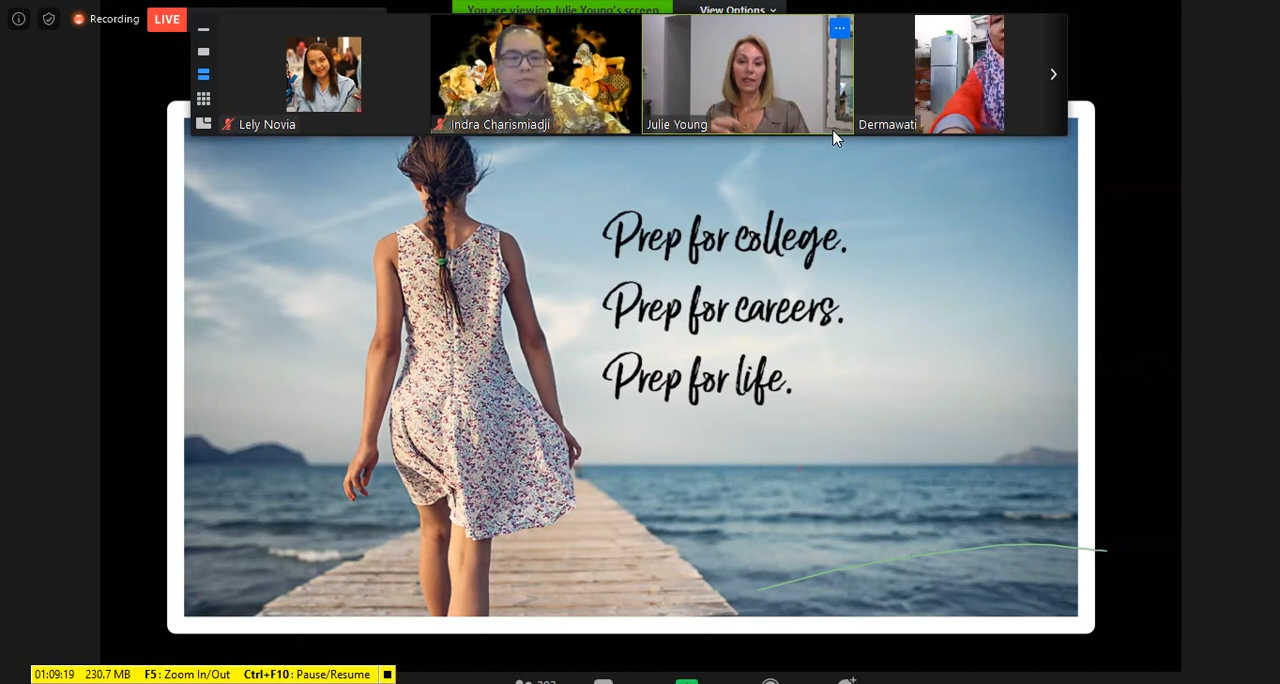 Recording
LIVE
You are viewing Julie Young's screen
View Options
Lely Novia
Indra Charismiadji
Julie Young
Dermawati
Prep for college.
Prep for careers.
Prep for life.
01:09:19 230.7 MB F5: Zoom In/Out Ctrl+F10: Pause/Resume